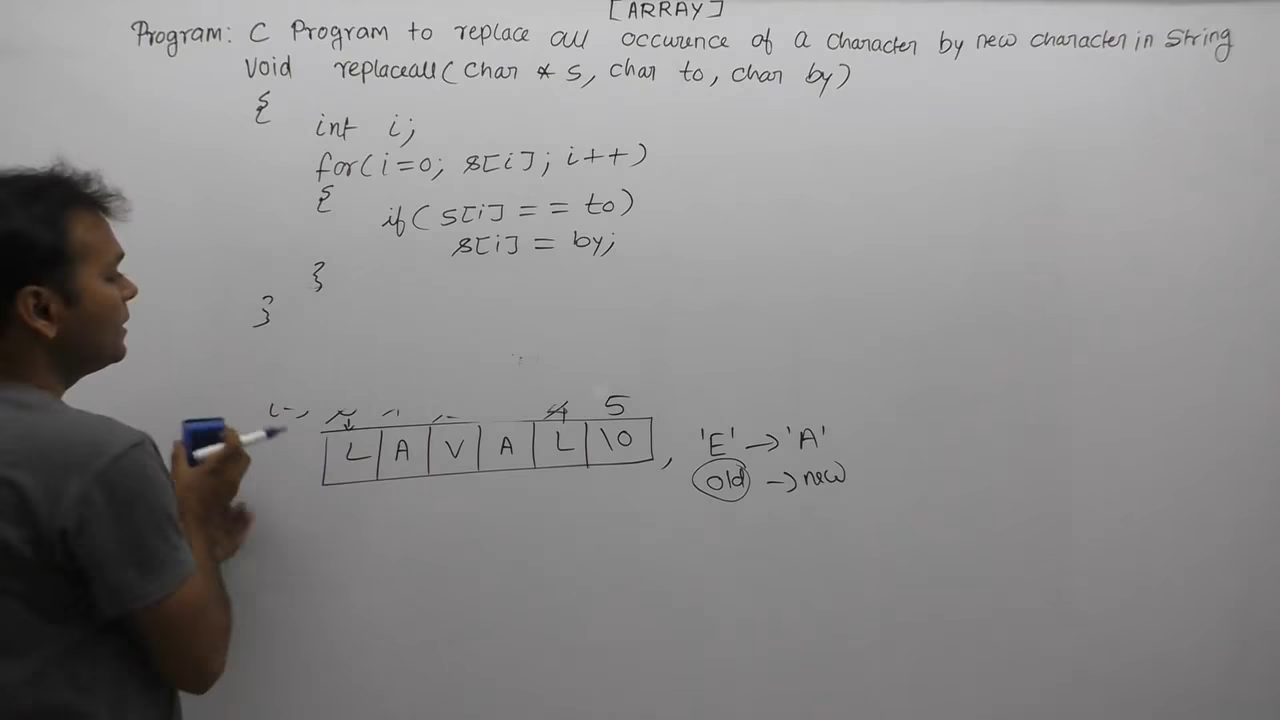 [ARRAY]
Program: C Program to replace all occurence of a character by new character in String
Void replaceall(char * s, char to, char by)
{
int i;
for(i=0; s[i]; i++)
{
if(s[i] == to)
s[i] = by;
}
}
4 5
L A V A L \0 , 'E' → 'A'
old → new